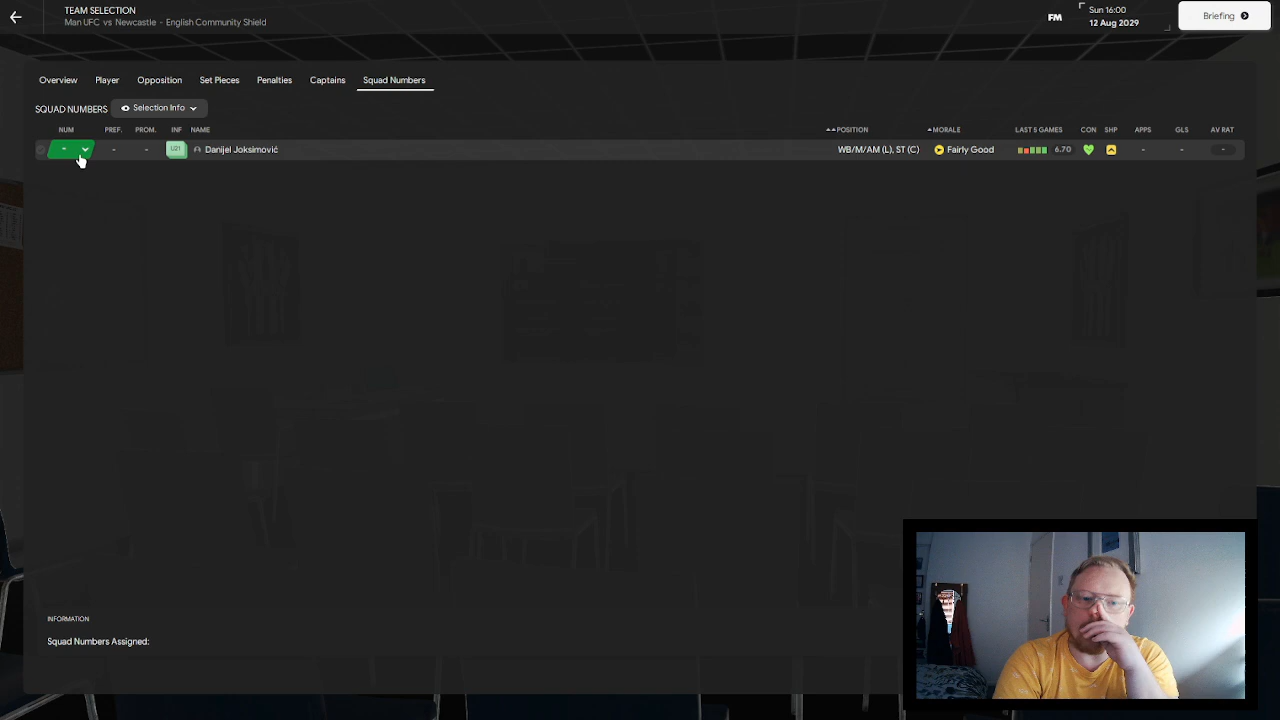 TEAM SELECTION
Man UFC vs Newcastle - English Community Shield
FM
Sun 16:00
12 Aug 2029
Briefing
Overview
Player
Opposition
Set Pieces
Penalties
Captains
Squad Numbers
SQUAD NUMBERS
Selection Info
NUM PREF. PROM. INF NAME POSITION MORALE LAST 5 GAMES CON SHP APPS GLS AV RAT
- - - U21 Danijel Joksimović WB/M/AM (L), ST (C) Fairly Good 6.70 - - -
INFORMATION
Squad Numbers Assigned: